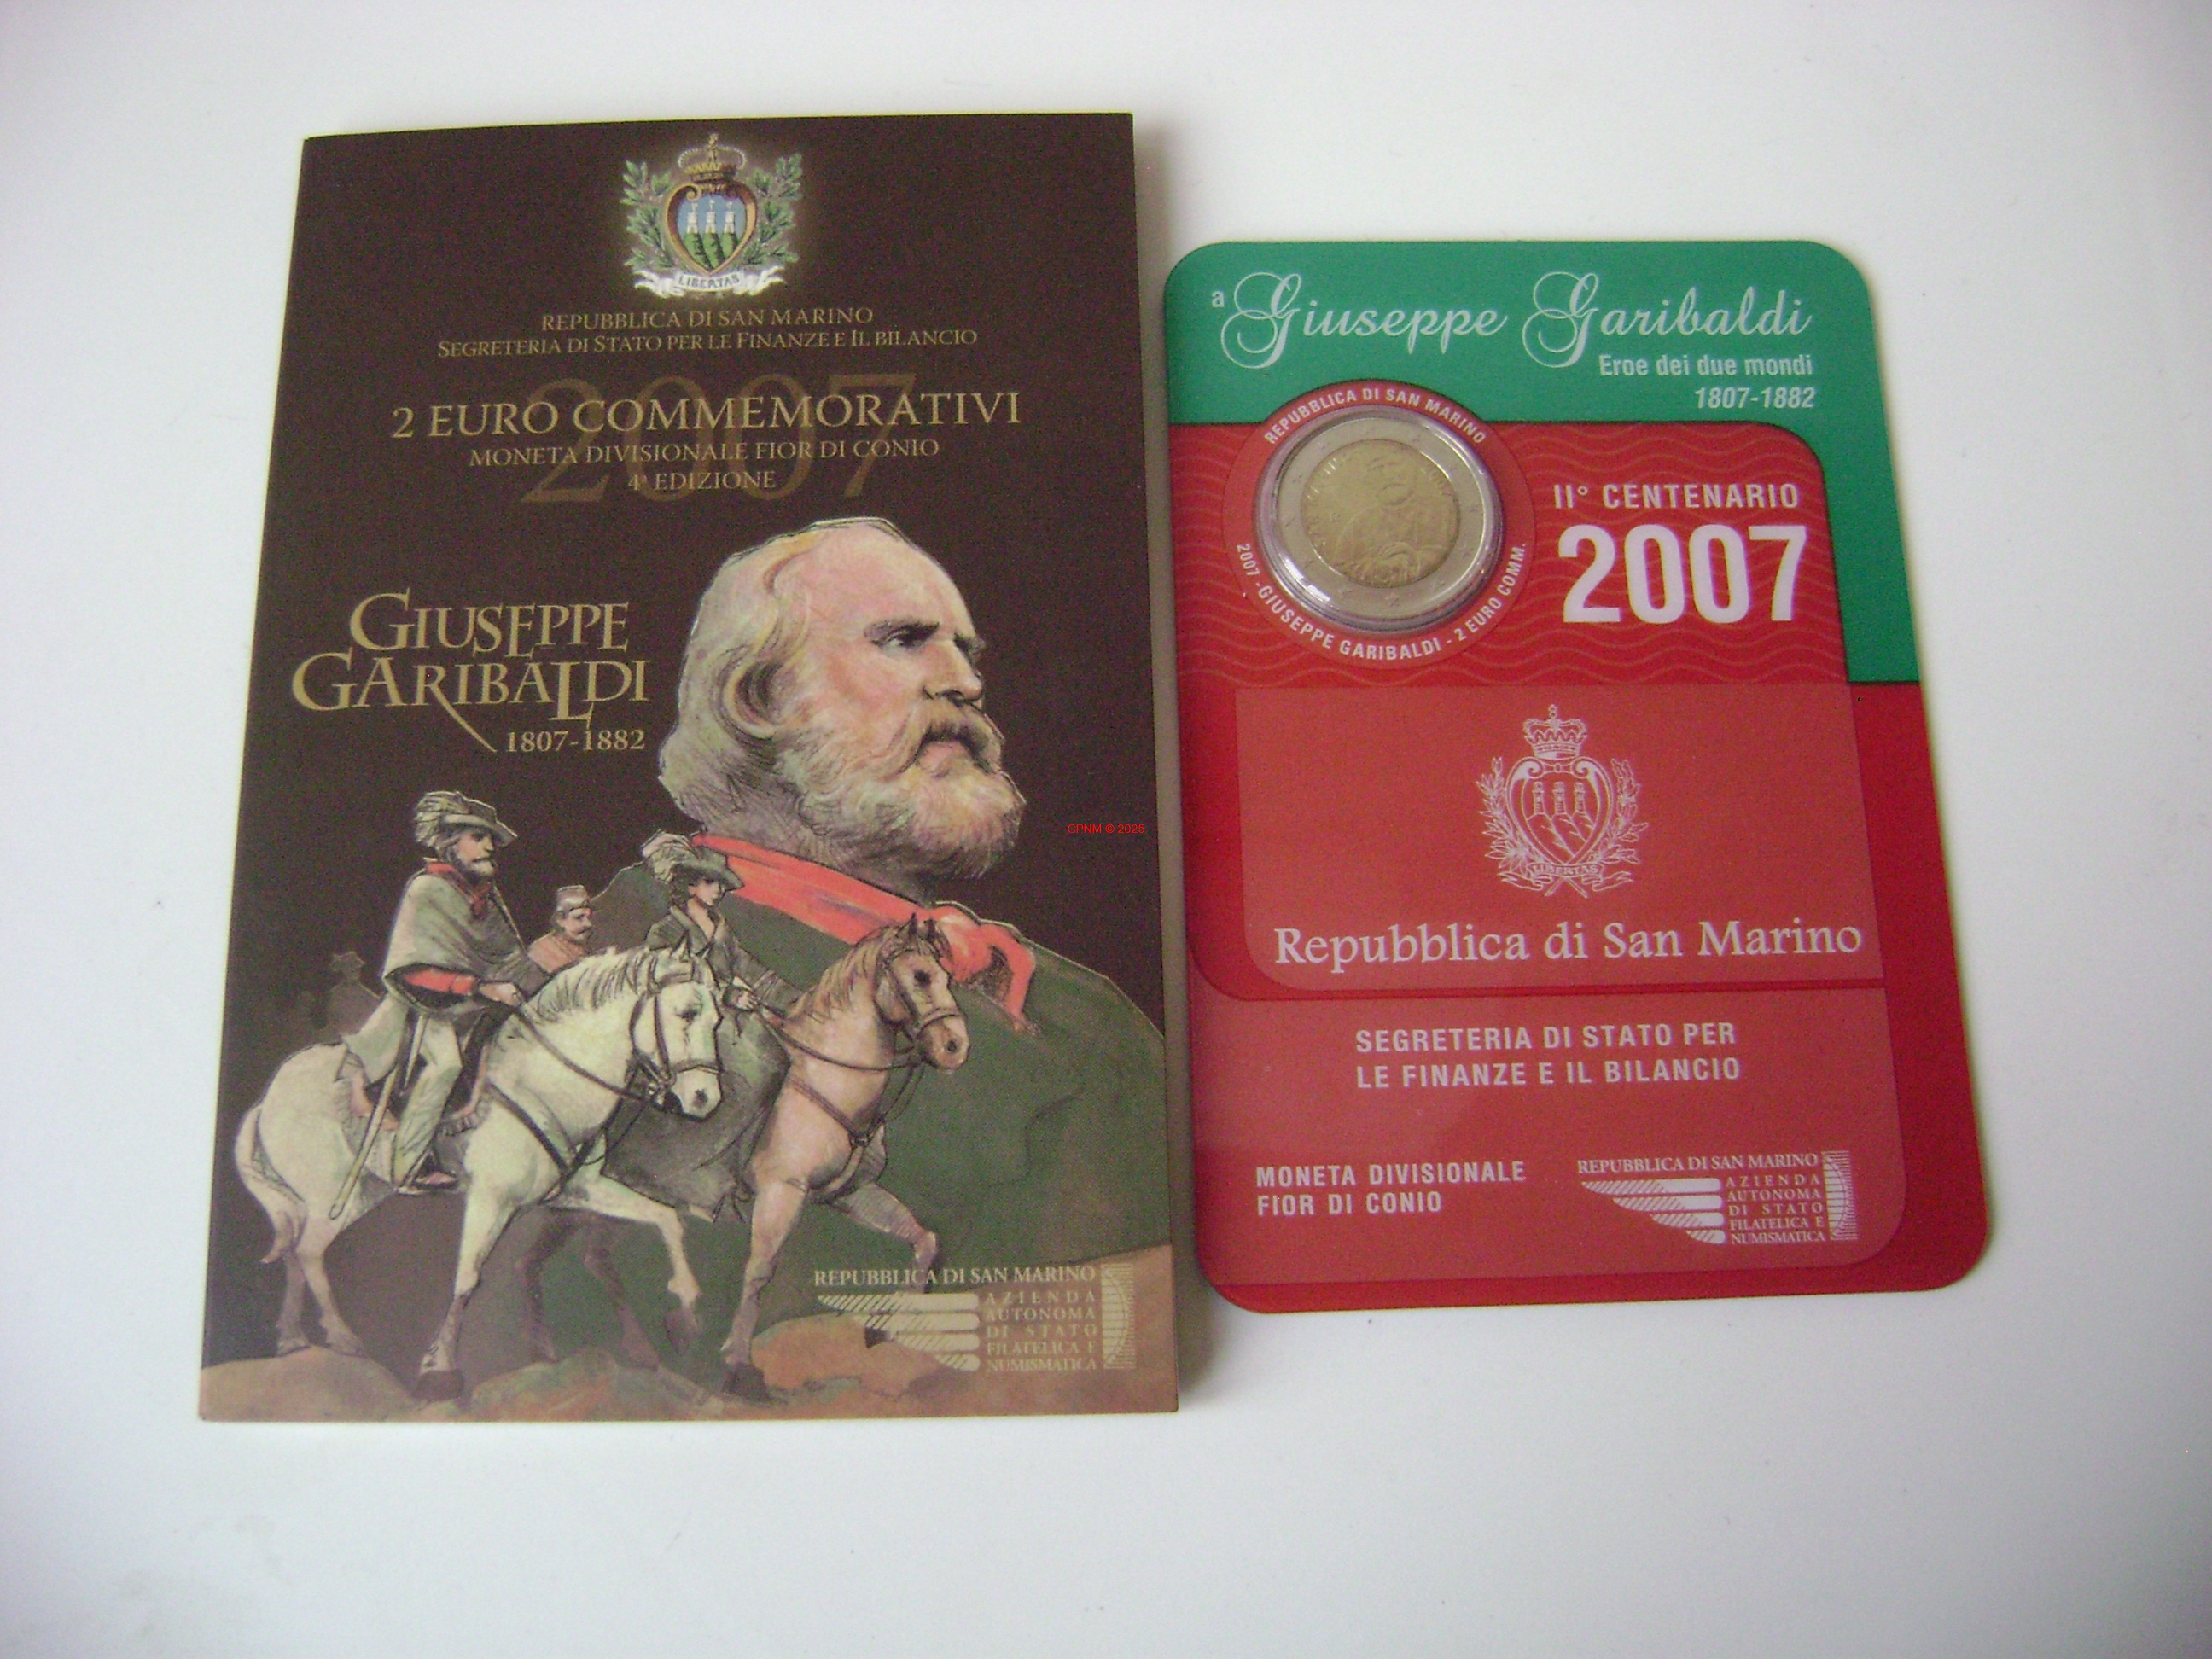 LIBERTAS
REPUBBLICA DI SAN MARINO
SEGRETERIA DI STATO PER LE FINANZE E IL BILANCIO
2007
2 EURO COMMEMORATIVI
MONETA DIVISIONALE FIOR DI CONIO
4ª EDIZIONE
GIUSEPPE
GARIBALDI
1807-1882
REPUBBLICA DI SAN MARINO
AZIENDA
AUTONOMA
DI STATO
FILATELICA E
NUMISMATICA
CPNM © 2025
a Giuseppe Garibaldi
Eroe dei due mondi
1807-1882
REPUBBLICA DI SAN MARINO
2007 - GIUSEPPE GARIBALDI - 2 EURO COMM.
II° CENTENARIO
2007
LIBERTAS
Repubblica di San Marino
SEGRETERIA DI STATO PER
LE FINANZE E IL BILANCIO
MONETA DIVISIONALE
FIOR DI CONIO
REPUBBLICA DI SAN MARINO
AZIENDA
AUTONOMA
DI STATO
FILATELICA E
NUMISMATICA